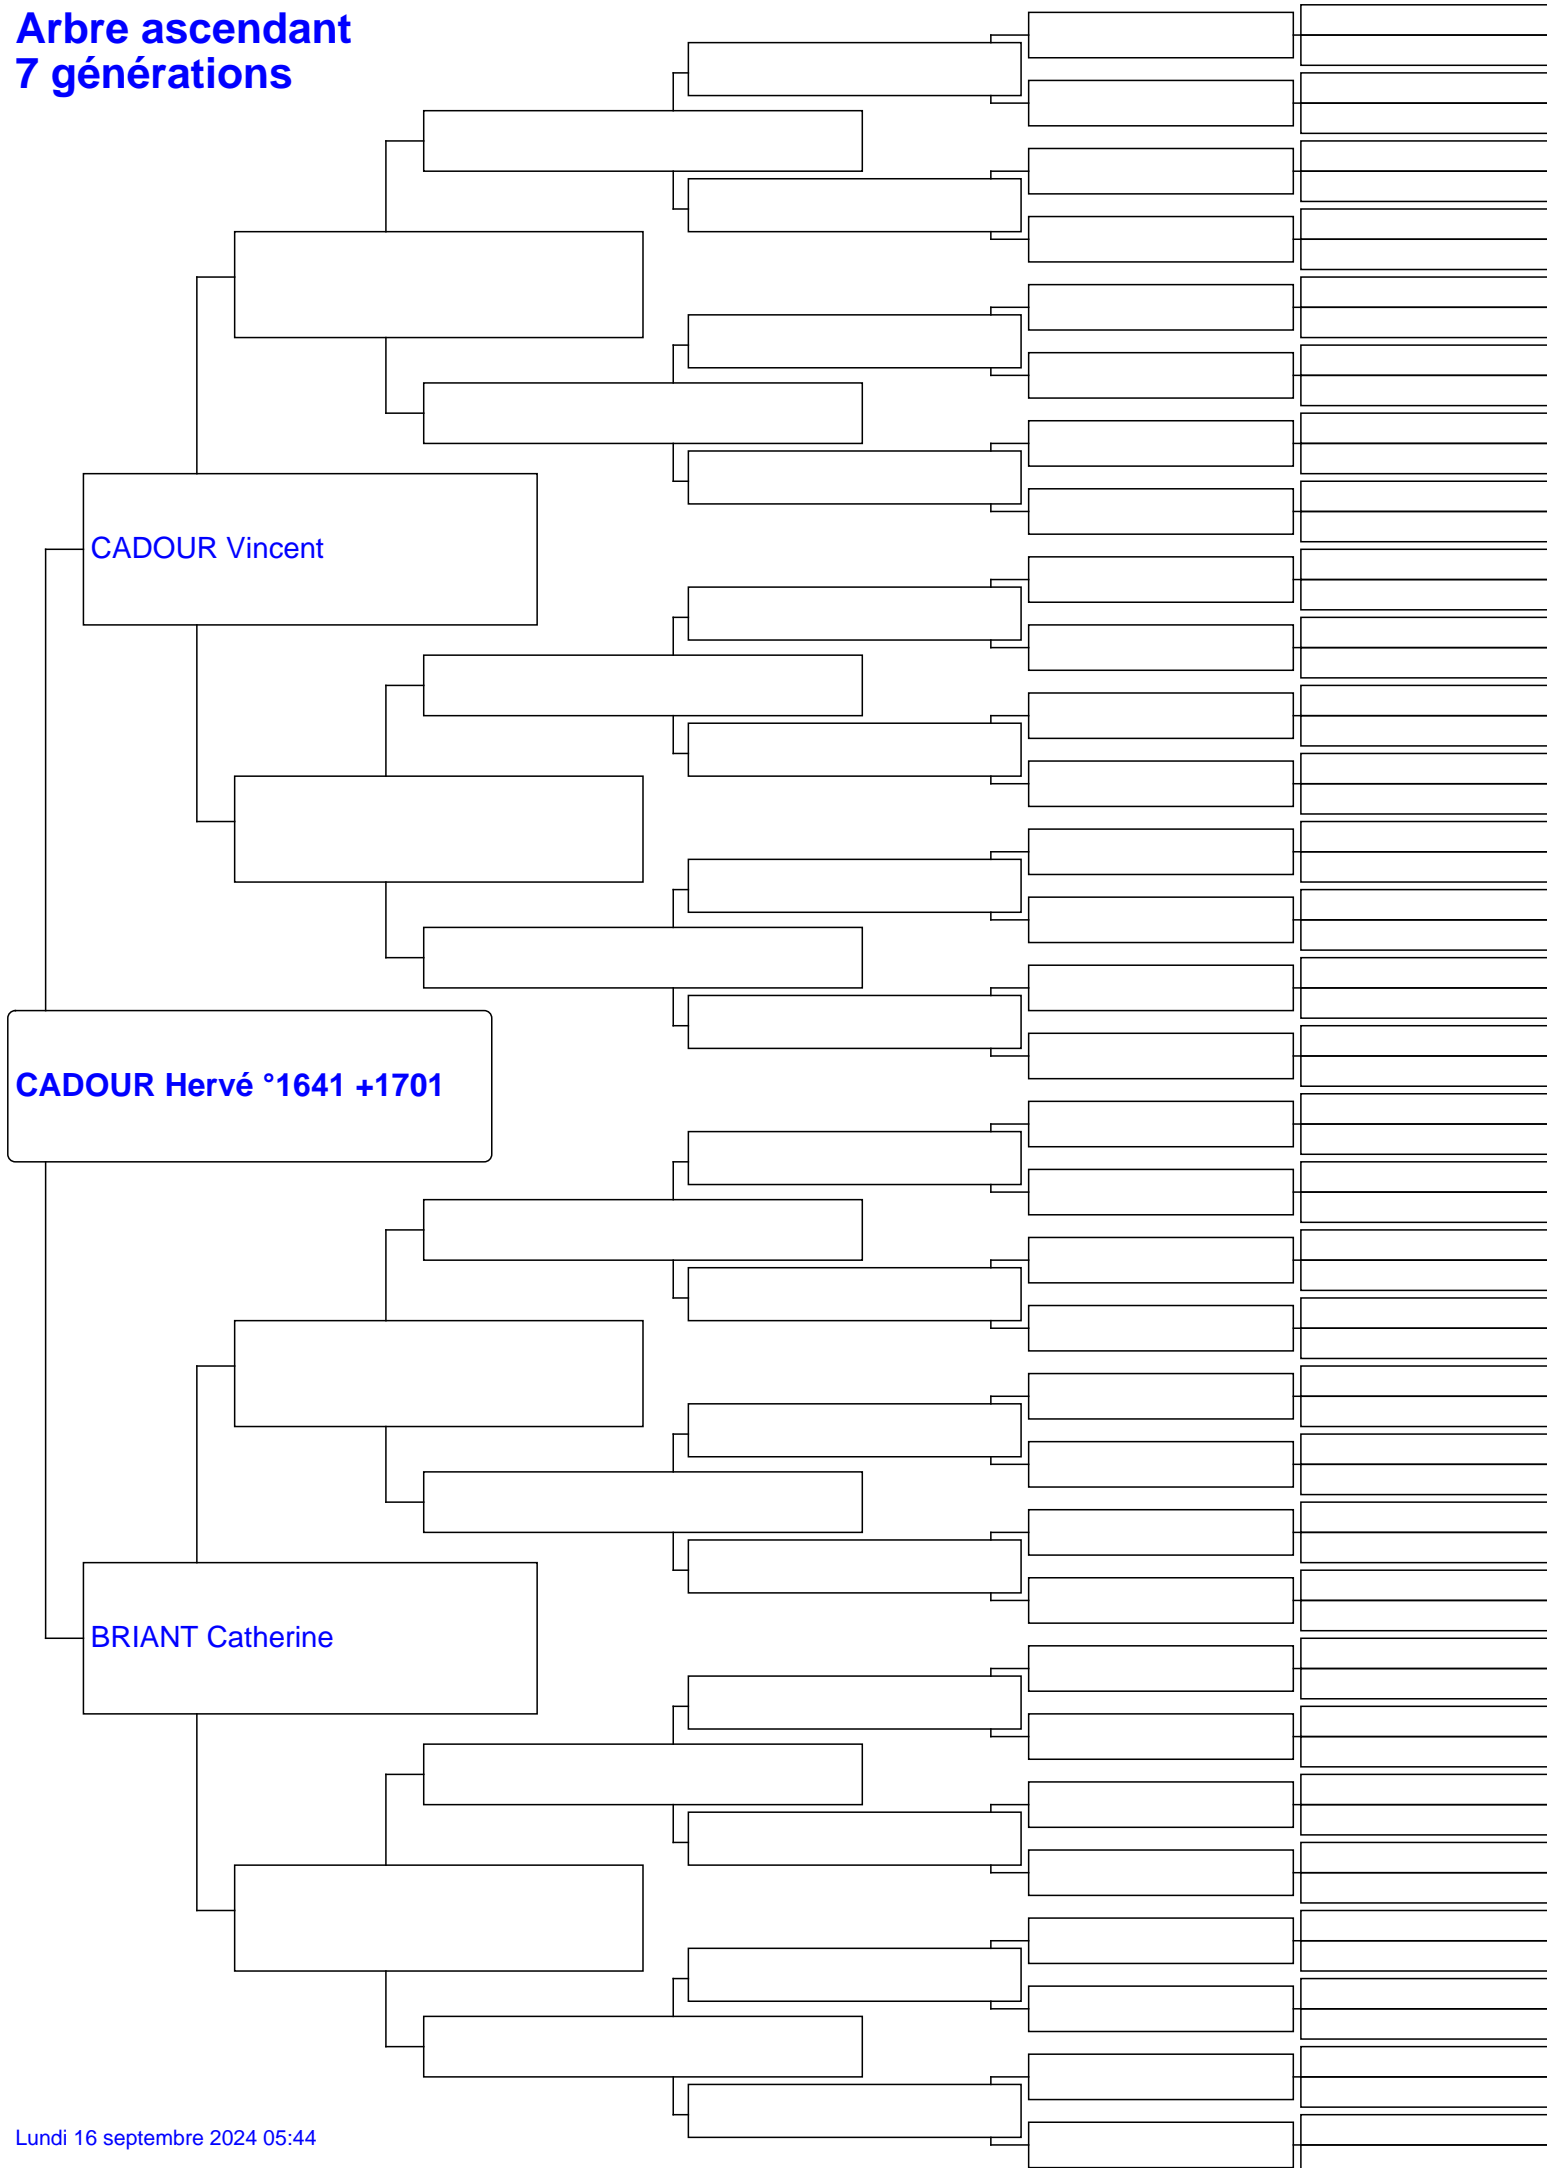 Arbre ascendant
7 générations
CADOUR Vincent
CADOUR Hervé °1641 +1701
BRIANT Catherine
Lundi 16 septembre 2024 05:44